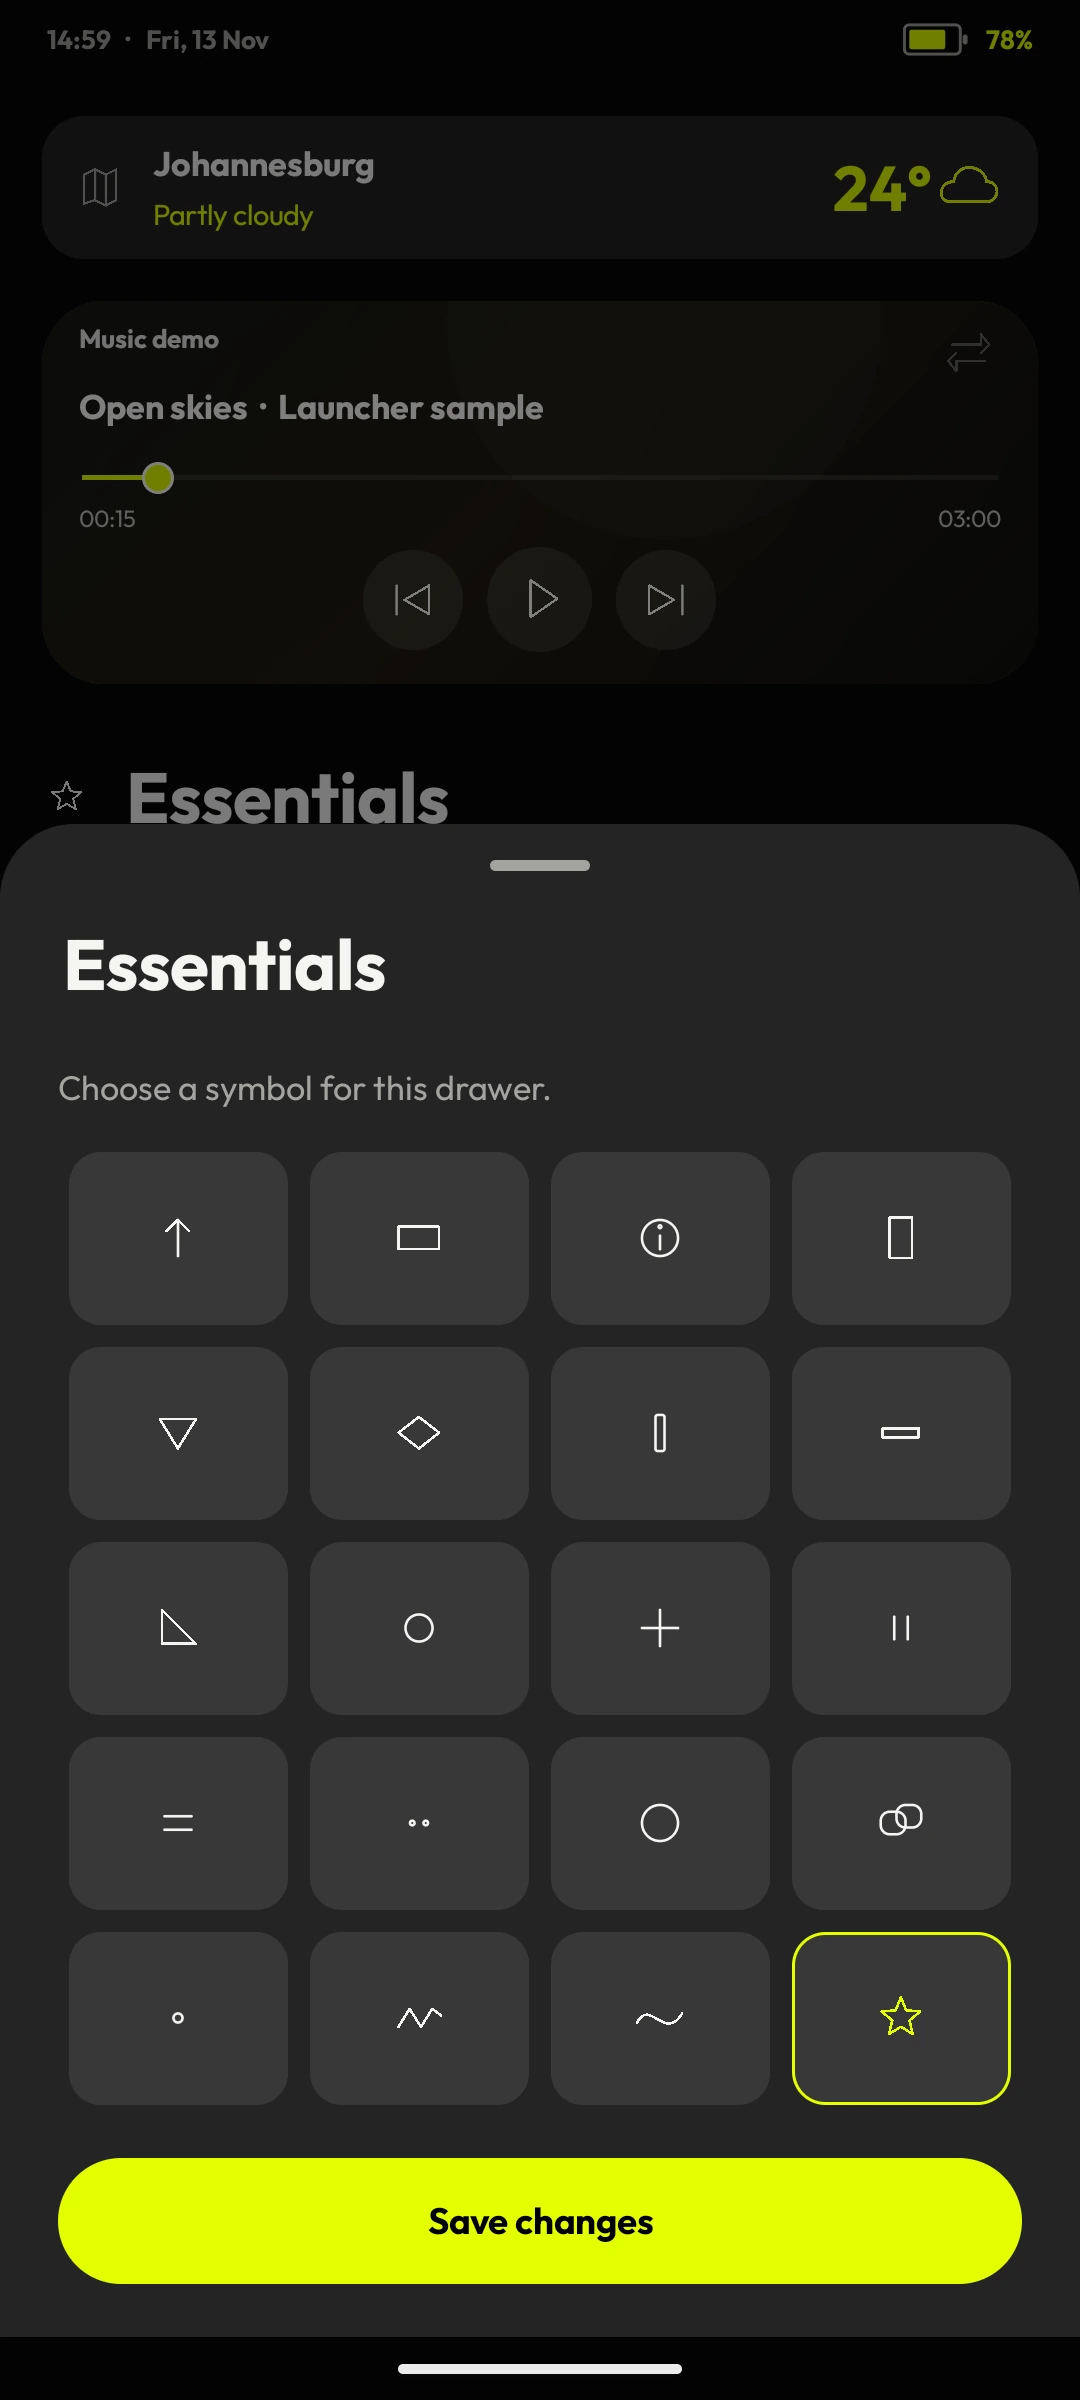 14:59 · Fri, 13 Nov
78%
Johannesburg
Partly cloudy
24°
Music demo
Open skies · Launcher sample
00:15
03:00
Essentials
Essentials
Choose a symbol for this drawer.
Save changes